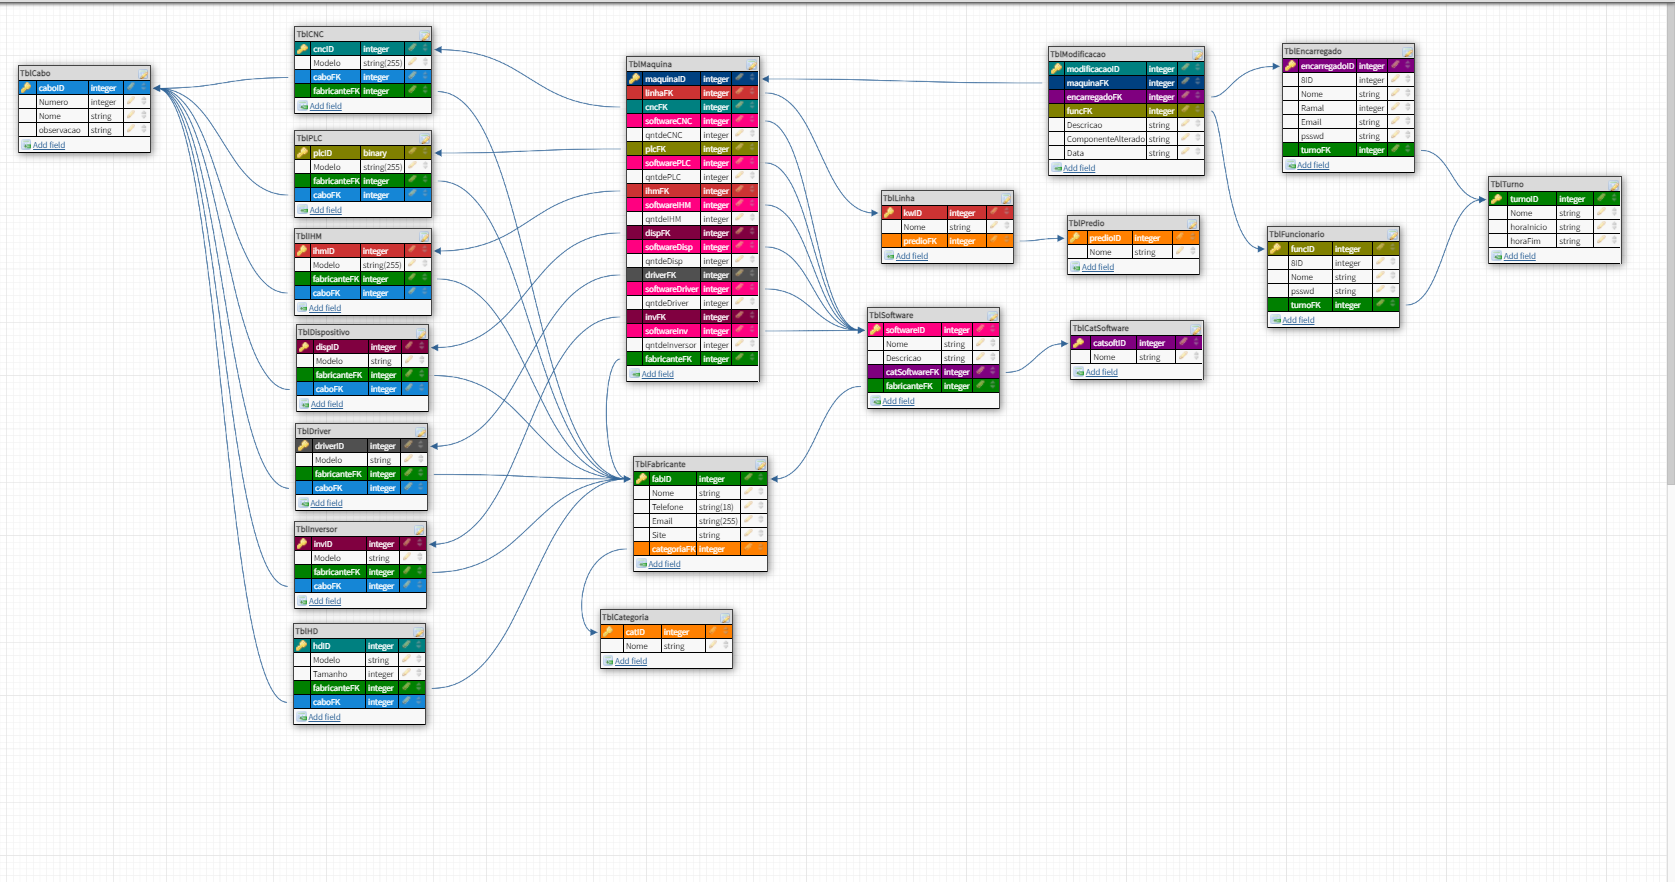 TblCabo
caboID integer
Numero integer
Nome string
observacao string
Add field
TblCNC
cncID integer
Modelo string(255)
caboFK integer
fabricanteFK integer
Add field
TblPLC
plcID binary
Modelo string(255)
fabricanteFK integer
caboFK integer
Add field
TblIHM
ihmID integer
Modelo string(255)
fabricanteFK integer
caboFK integer
Add field
TblDispositivo
dispID integer
Modelo string
fabricanteFK integer
caboFK integer
Add field
TblDriver
driverID integer
Modelo string
fabricanteFK integer
caboFK integer
Add field
TblInversor
invID integer
Modelo string
fabricanteFK integer
caboFK integer
Add field
TblHD
hdID integer
Modelo string
Tamanho integer
fabricanteFK integer
caboFK integer
Add field
TblMaquina
maquinaID integer
linhaFK integer
cncFK integer
softwareCNC integer
qntdeCNC integer
plcFK integer
softwarePLC integer
qntdePLC integer
ihmFK integer
softwareIHM integer
qntdeIHM integer
dispFK integer
softwareDisp integer
qntdeDisp integer
driverFK integer
softwareDriver integer
qntdeDriver integer
invFK integer
softwareInv integer
qntdeInversor integer
fabricanteFK integer
Add field
TblFabricante
fabID integer
Nome string
Telefone string(18)
Email string(255)
Site string
categoriaFK integer
Add field
TblCategoria
catID integer
Nome string
Add field
TblLinha
kwID integer
Nome string
predioFK integer
Add field
TblSoftware
softwareID integer
Nome string
Descricao string
catSoftwareFK integer
fabricanteFK integer
Add field
TblModificacao
modificacaoID integer
maquinaFK integer
encarregadoFK integer
funcFK integer
Descricao string
ComponenteAlterado string
Data string
Add field
TblPredio
predioID integer
Nome string
Add field
TblCatSoftware
catsoftID integer
Nome string
Add field
TblEncarregado
encarregadoID integer
8ID integer
Nome string
Ramal integer
Email string
psswd string
turnoFK integer
Add field
TblFuncionario
funcID integer
8ID integer
Nome string
psswd string
turnoFK integer
Add field
TblTurno
turnoID integer
Nome string
horaInicio string
horaFim string
Add field